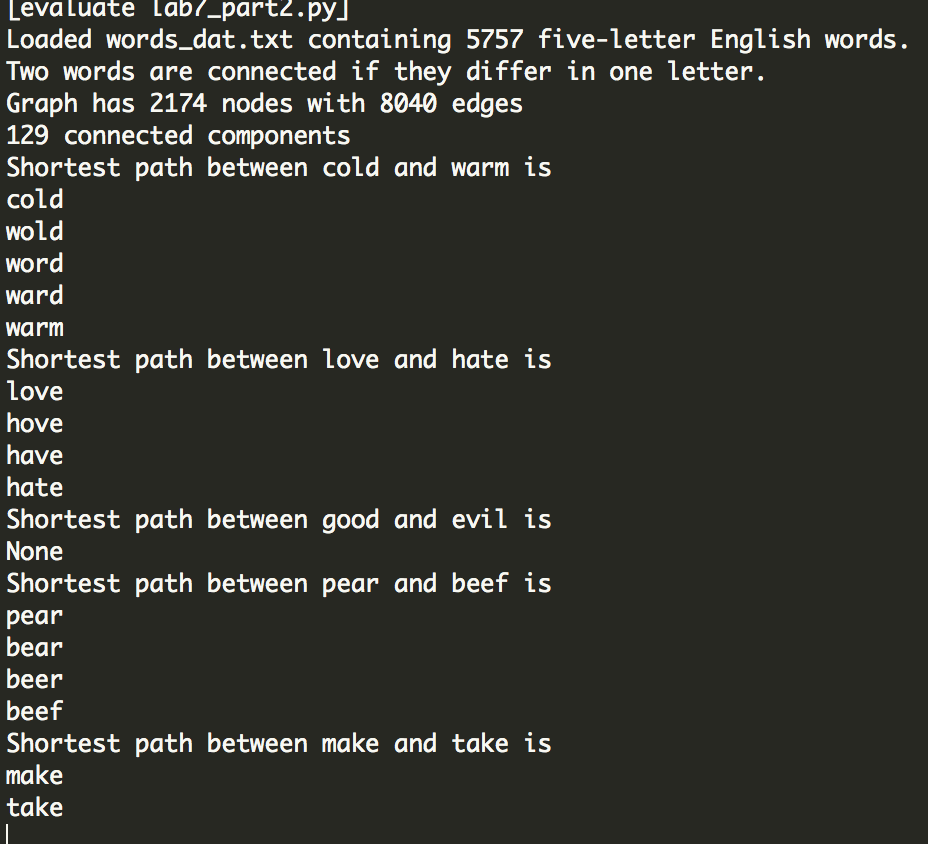 [evaluate lab7_part2.py]
Loaded words_dat.txt containing 5757 five-letter English words.
Two words are connected if they differ in one letter.
Graph has 2174 nodes with 8040 edges
129 connected components
Shortest path between cold and warm is
cold
wold
word
ward
warm
Shortest path between love and hate is
love
hove
have
hate
Shortest path between good and evil is
None
Shortest path between pear and beef is
pear
bear
beer
beef
Shortest path between make and take is
make
take